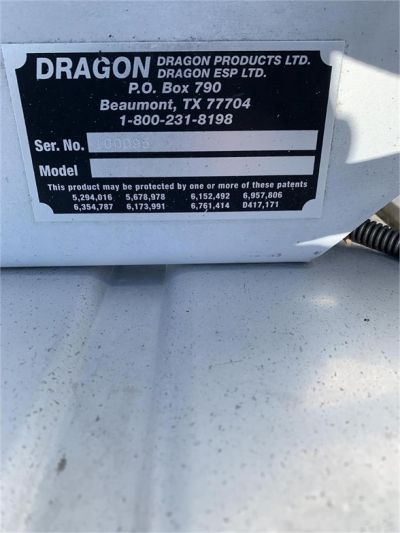 DRAGON DRAGON PRODUCTS LTD.
DRAGON ESP LTD.
P.O. Box 790
Beaumont, TX 77704
1-800-231-8198
Ser. No.
Model
This product may be protected by one or more of these patents
5,294,016 5,678,978 6,152,492 6,957,806
6,354,787 6,173,991 6,761,414 D417,171